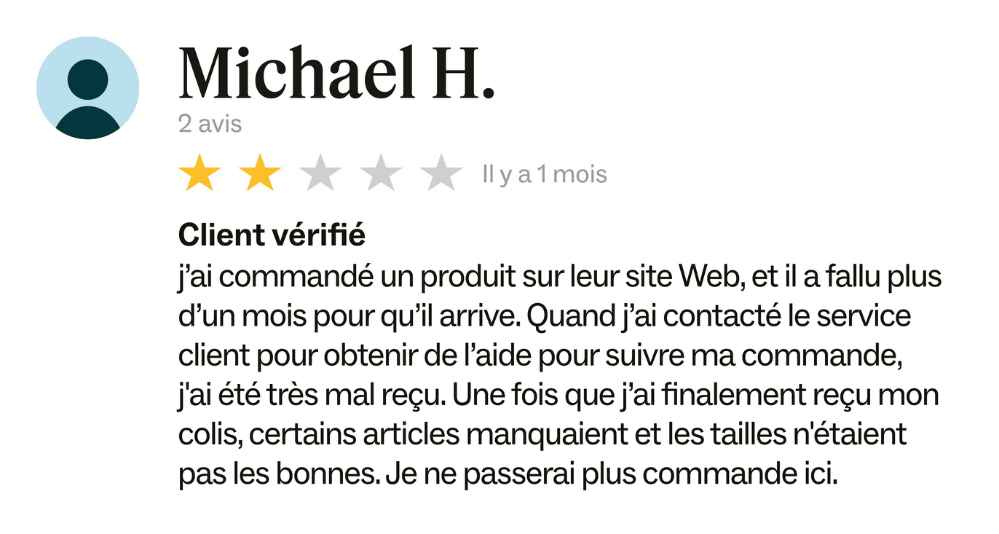 Michael H.
2 avis
Il y a 1 mois
Client vérifié
j’ai commandé un produit sur leur site Web, et il a fallu plus
d’un mois pour qu’il arrive. Quand j’ai contacté le service
client pour obtenir de l’aide pour suivre ma commande,
j'ai été très mal reçu. Une fois que j’ai finalement reçu mon
colis, certains articles manquaient et les tailles n'étaient
pas les bonnes. Je ne passerai plus commande ici.